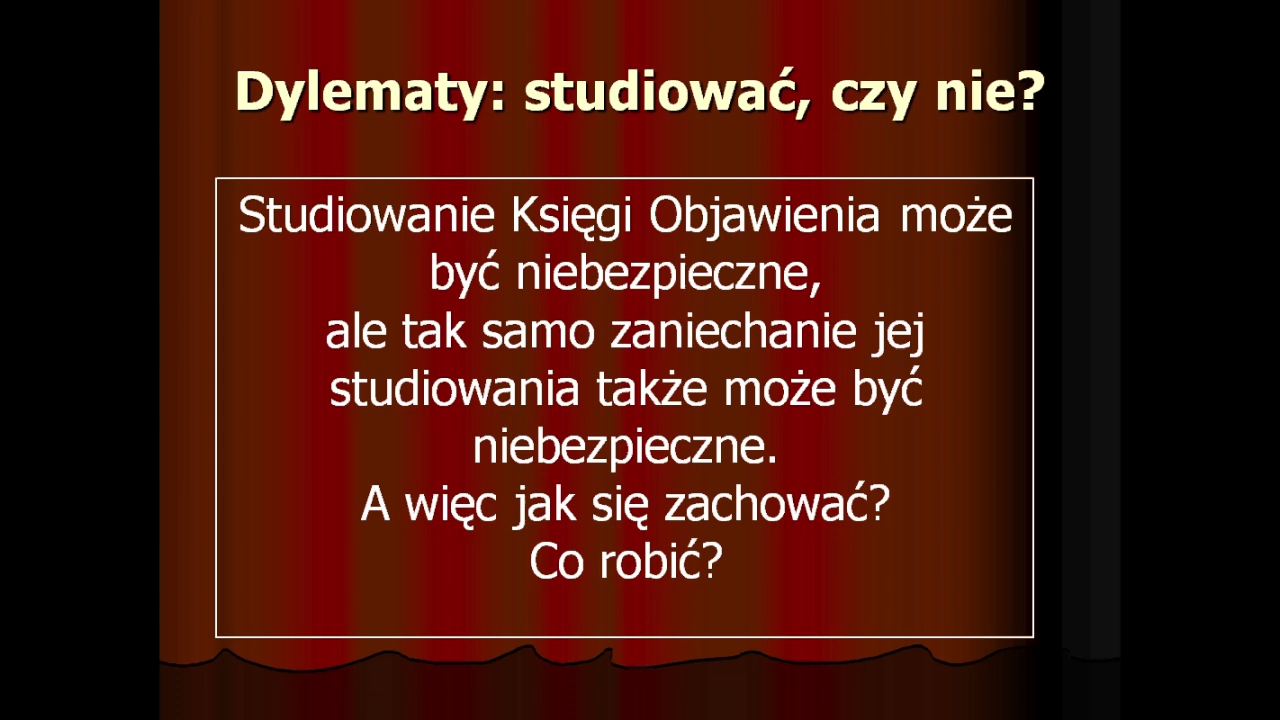 Dylematy: studiować, czy nie?
Studiowanie Księgi Objawienia może
być niebezpieczne,
ale tak samo zaniechanie jej
studiowania także może być
niebezpieczne.
A więc jak się zachować?
Co robić?